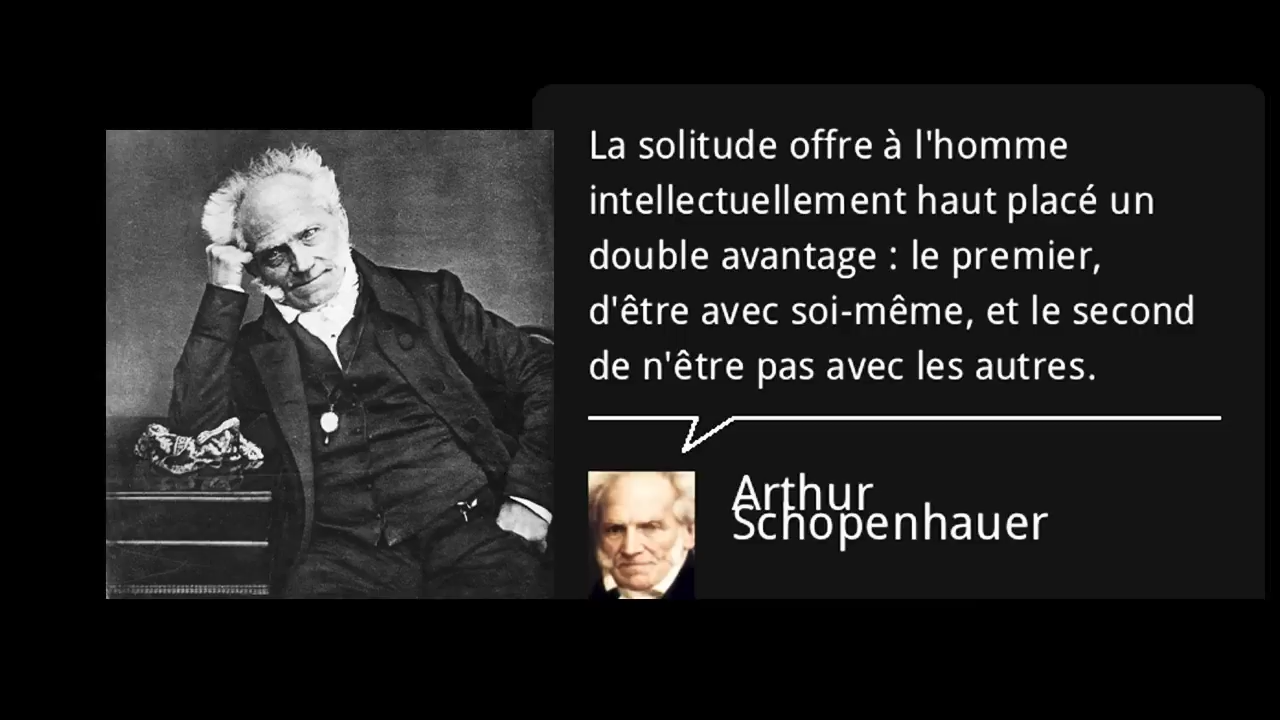 La solitude offre à l'homme
intellectuellement haut placé un
double avantage : le premier,
d'être avec soi-même, et le second
de n'être pas avec les autres.
Arthur
Schopenhauer